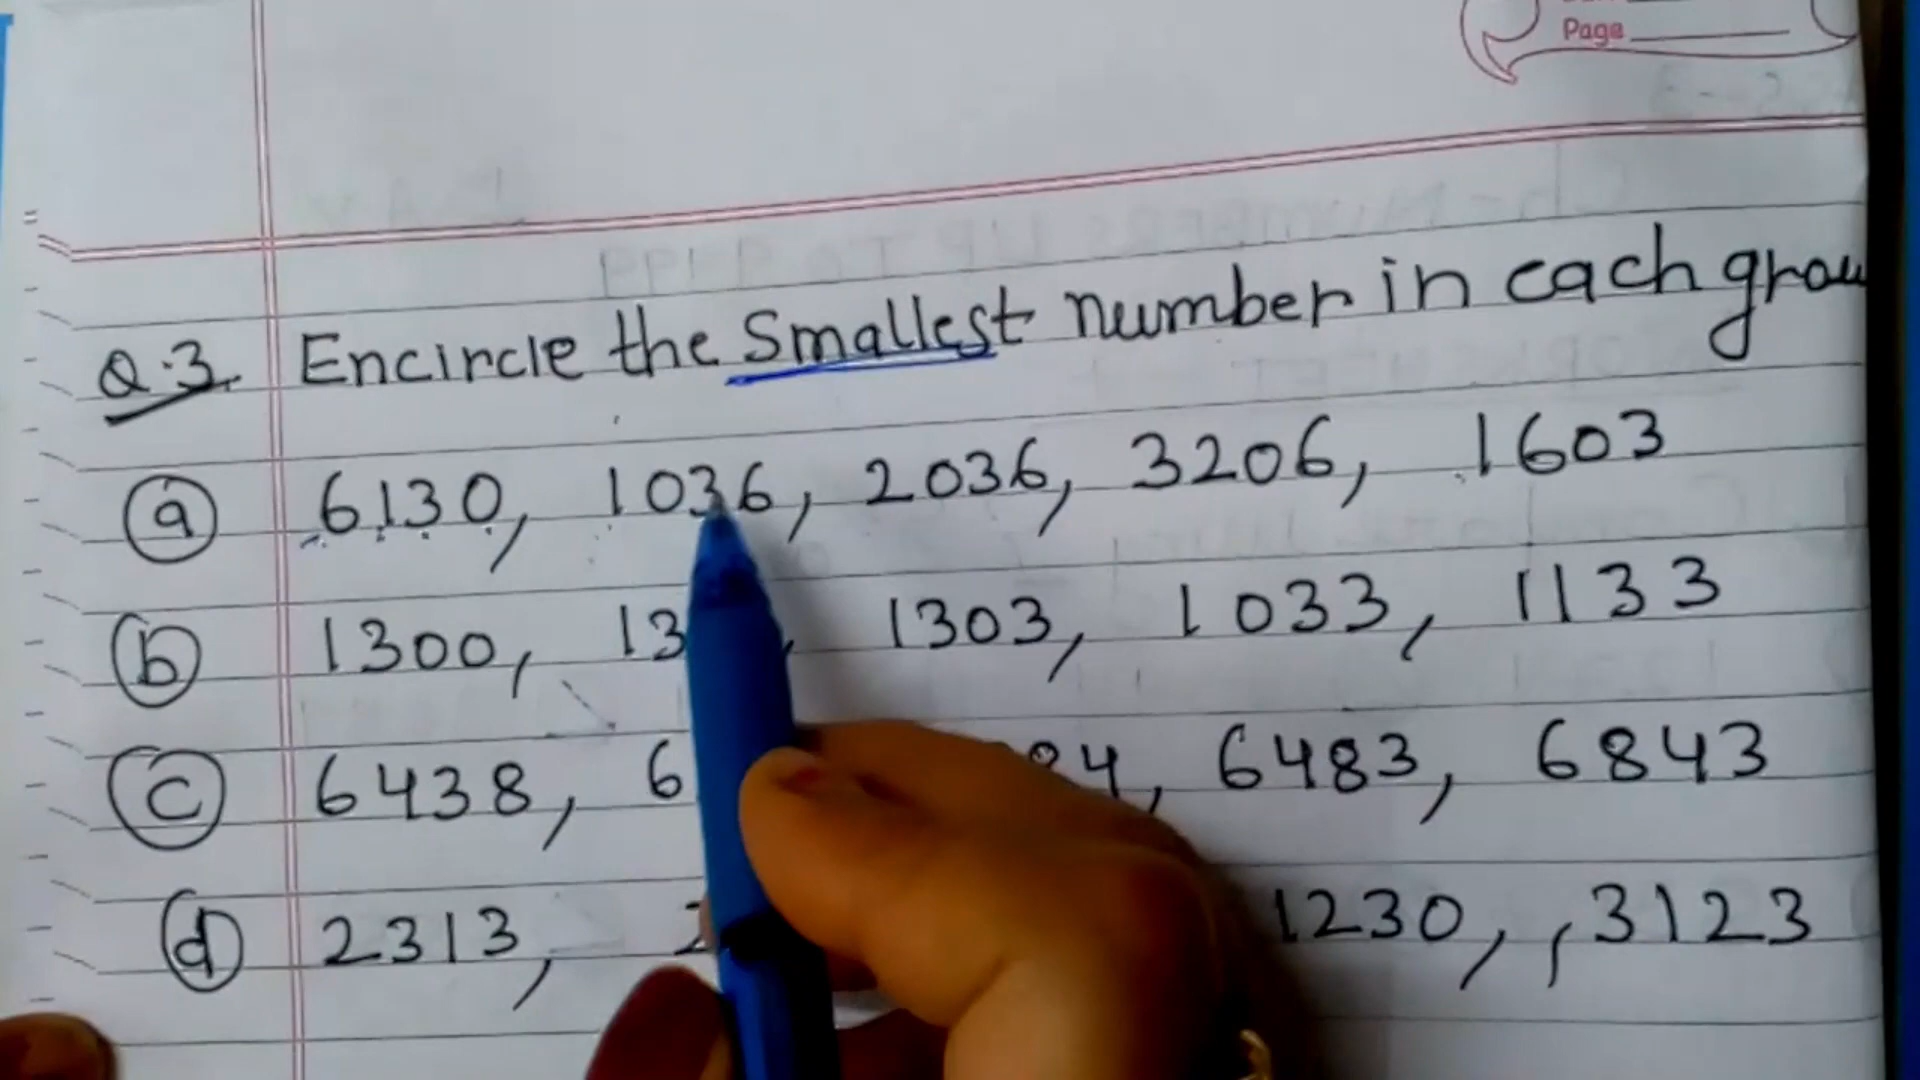 Page
Q.3. Encircle the Smallest number in each grou
a 6130, 1036, 2036, 3206, 1603
b 1300, 13 , 1303, 1033, 1133
c 6438, 6 84, 6483, 6843
d 2313, 1230, , 3123